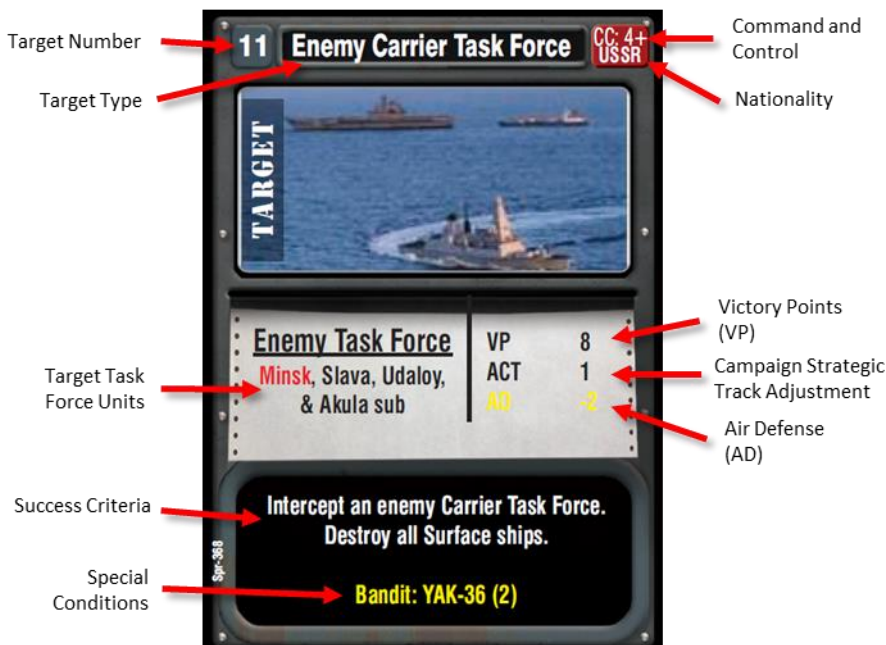 Target Number
Target Type
11 Enemy Carrier Task Force CC: 4+
USSR
Command and
Control
Nationality
TARGET
Enemy Task Force
Minsk, Slava, Udaloy,
& Akula sub
VP 8
ACT 1
AD -2
Target Task
Force Units
Victory Points
(VP)
Campaign Strategic
Track Adjustment
Air Defense
(AD)
Success Criteria
Intercept an enemy Carrier Task Force.
Destroy all Surface ships.
Spr-368
Special
Conditions
Bandit: YAK-36 (2)